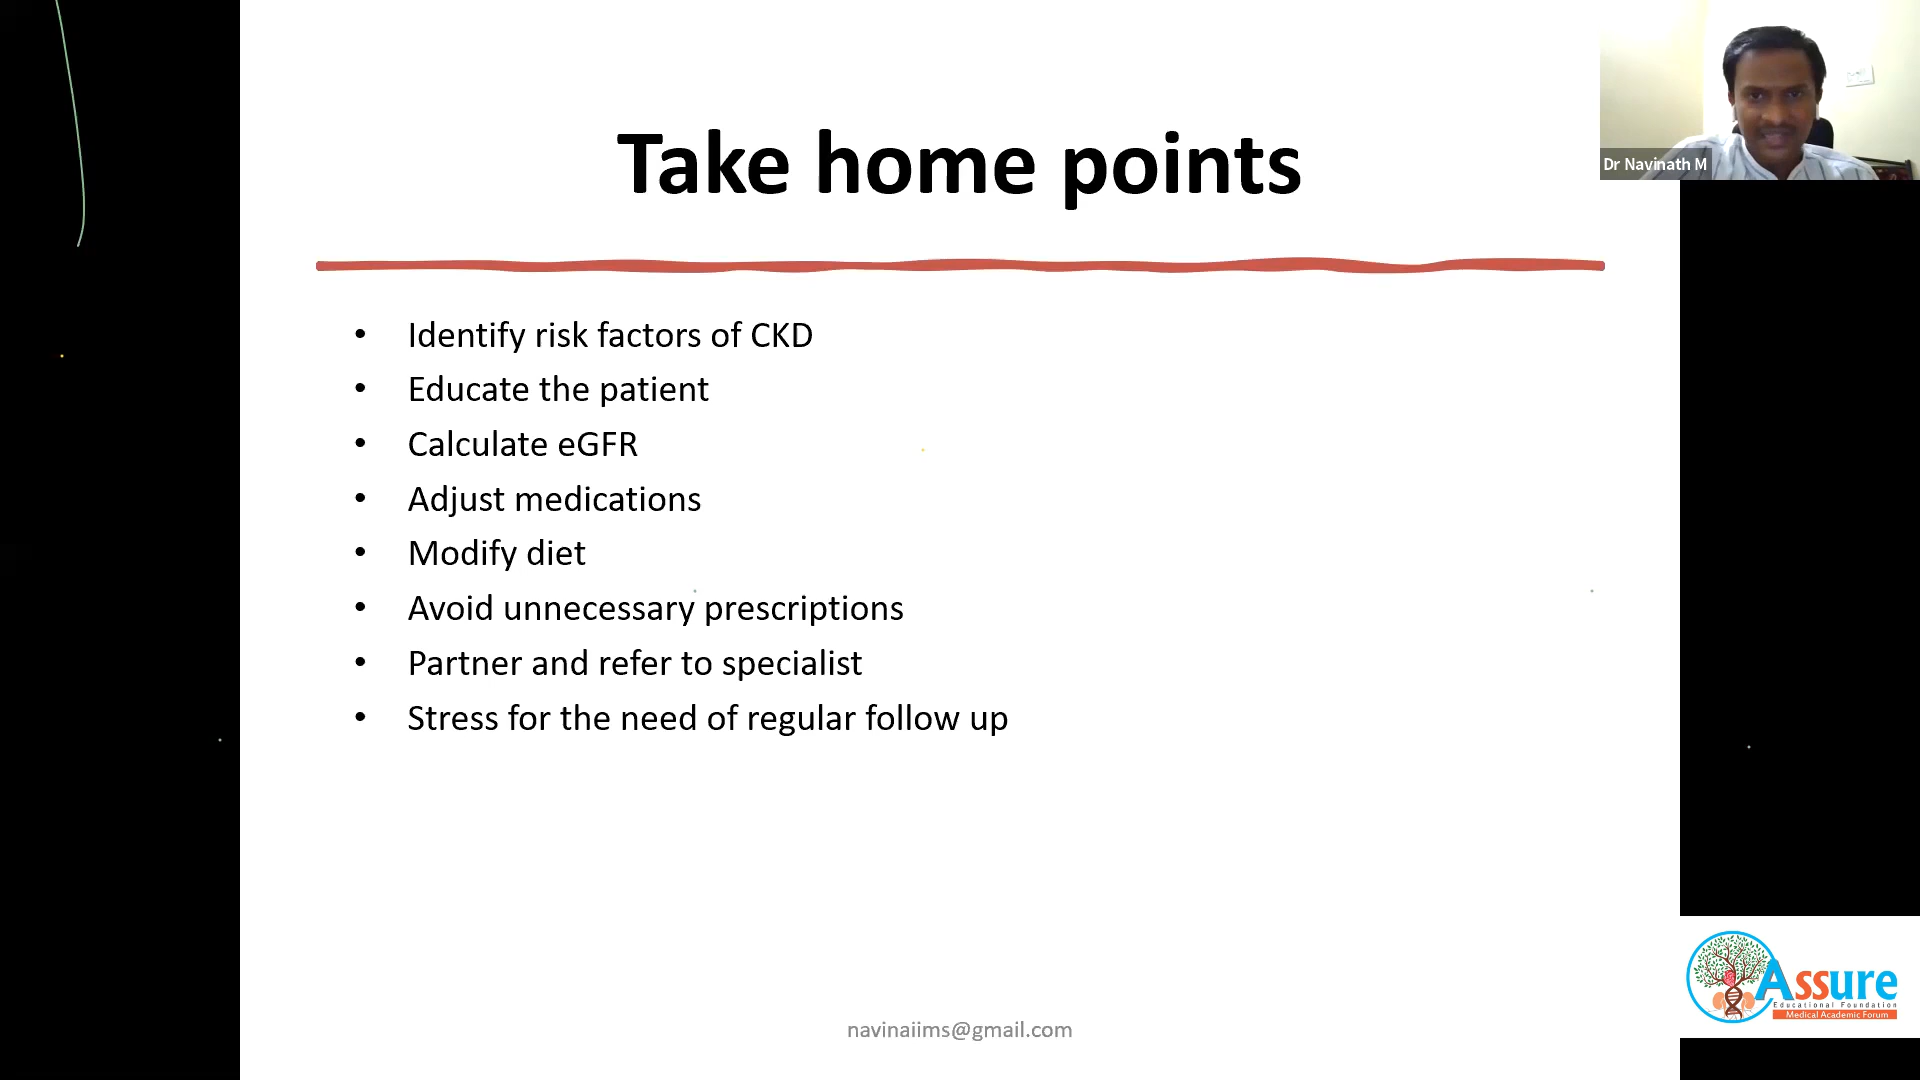 Take home points
Dr Navinath M
• Identify risk factors of CKD
• Educate the patient
• Calculate eGFR
• Adjust medications
• Modify diet
• Avoid unnecessary prescriptions
• Partner and refer to specialist
• Stress for the need of regular follow up
Assure
Educational Foundation
Medical Academic Forum
navinaiims@gmail.com